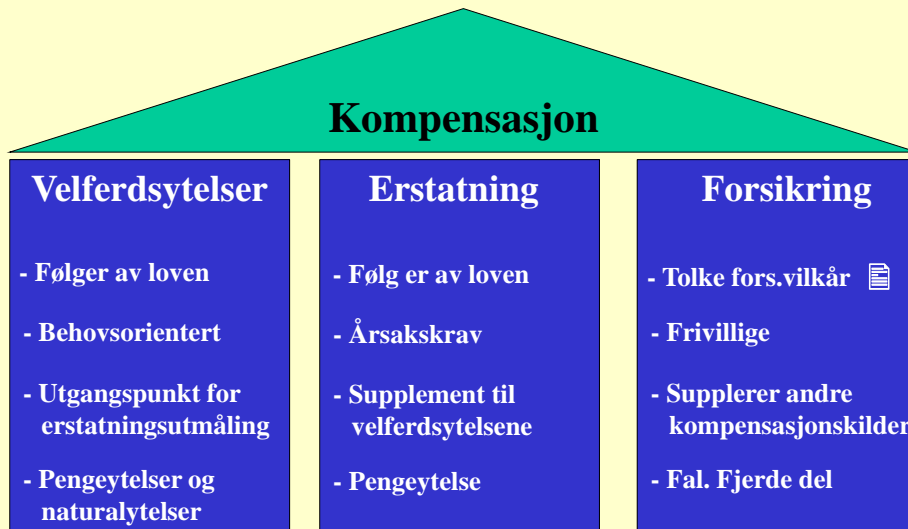 Kompensasjon
Velferdsytelser
- Følger av loven
- Behovsorientert
- Utgangspunkt for
erstatningsutmåling
- Pengeytelser og
naturalytelser
Erstatning
- Følg er av loven
- Årsakskrav
- Supplement til
velferdsytelsene
- Pengeytelse
Forsikring
- Tolke fors.vilkår
- Frivillige
- Supplerer andre
kompensasjonskilder
- Fal. Fjerde del